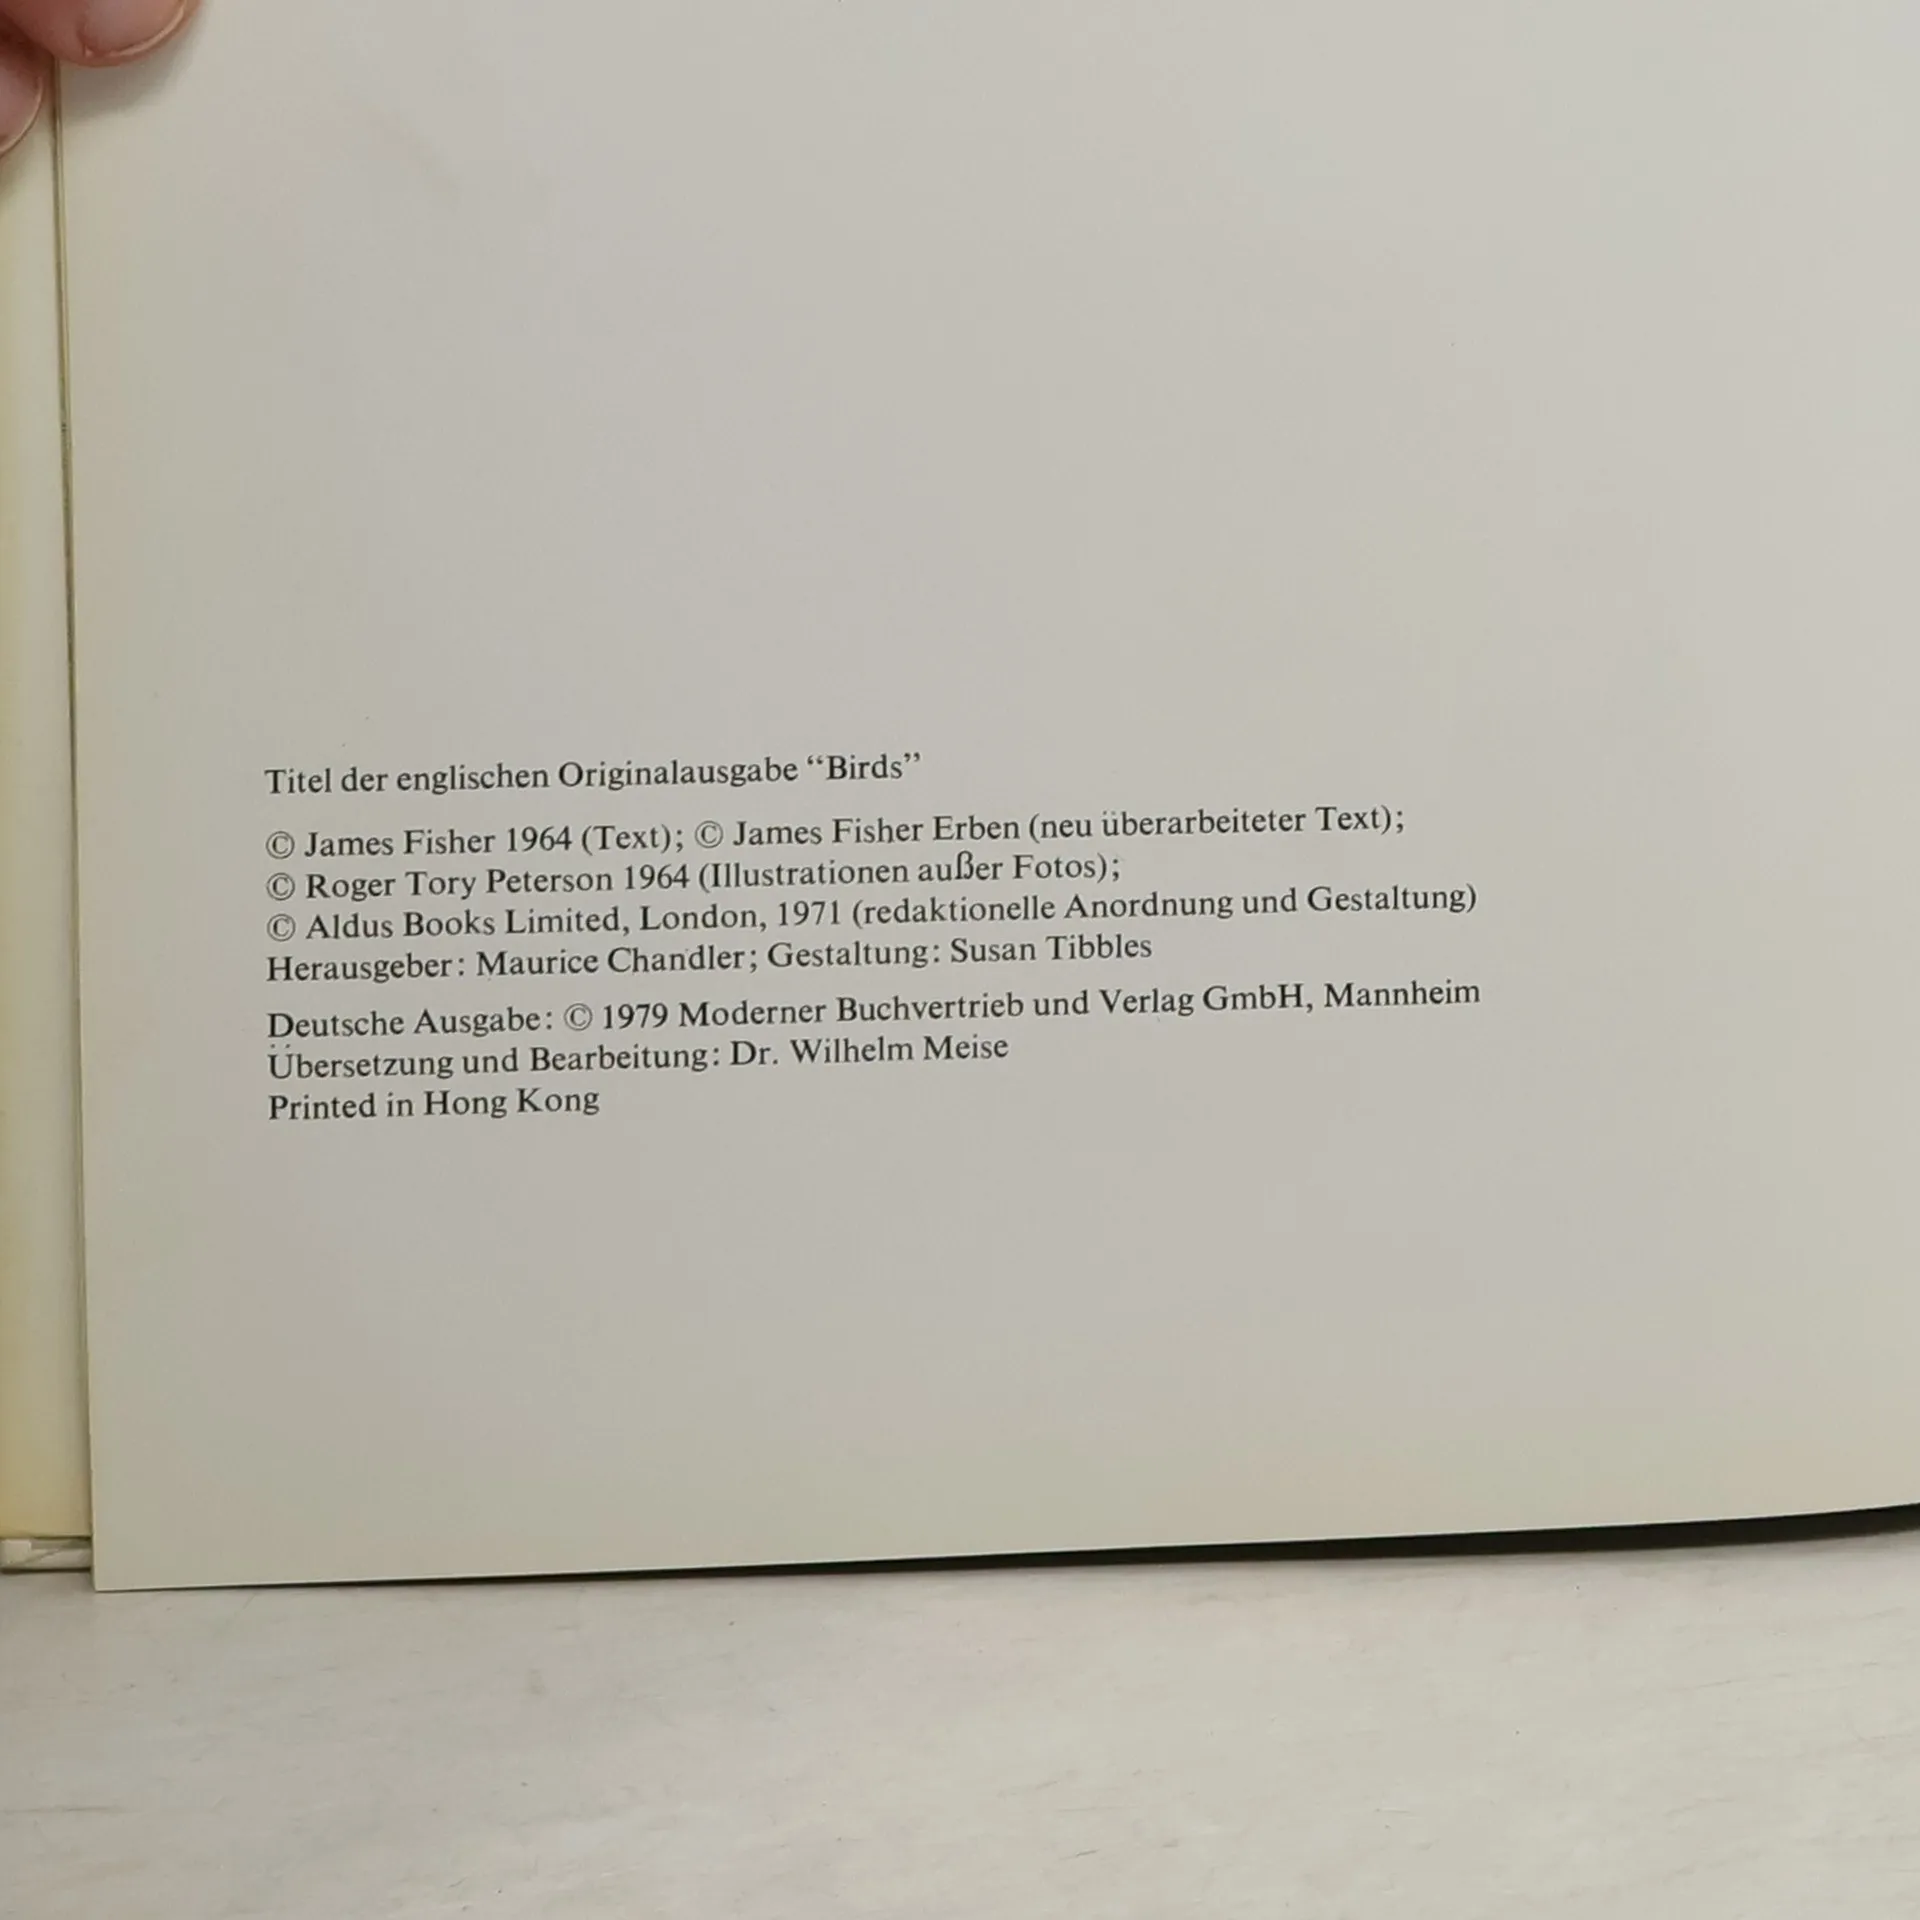 Titel der englischen Originalausgabe “Birds”
© James Fisher 1964 (Text); © James Fisher Erben (neu überarbeiteter Text);
© Roger Tory Peterson 1964 (Illustrationen außer Fotos);
© Aldus Books Limited, London, 1971 (redaktionelle Anordnung und Gestaltung)
Herausgeber: Maurice Chandler; Gestaltung: Susan Tibbles
Deutsche Ausgabe: © 1979 Moderner Buchvertrieb und Verlag GmbH, Mannheim
Übersetzung und Bearbeitung: Dr. Wilhelm Meise
Printed in Hong Kong